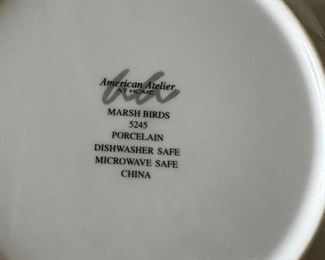 American Atelier
AT HOME
MARSH BIRDS
5245
PORCELAIN
DISHWASHER SAFE
MICROWAVE SAFE
CHINA